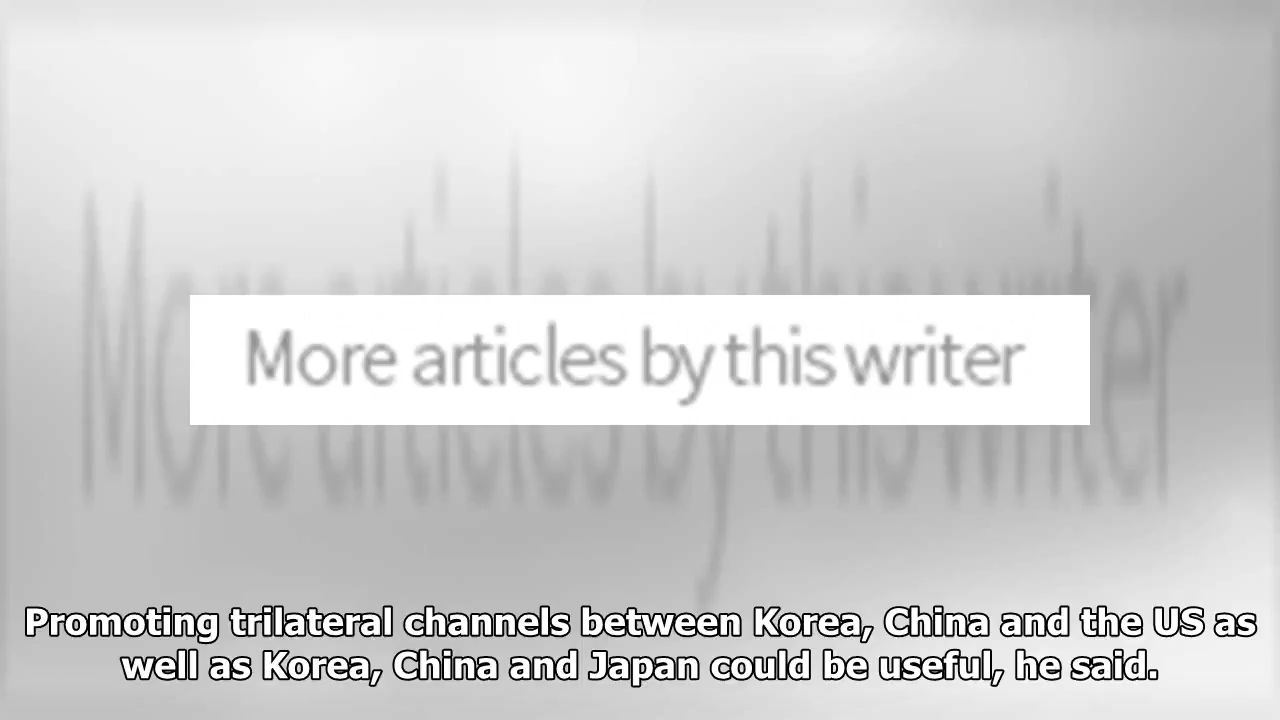 More articles by this writer
Promoting trilateral channels between Korea, China and the US as
well as Korea, China and Japan could be useful, he said.